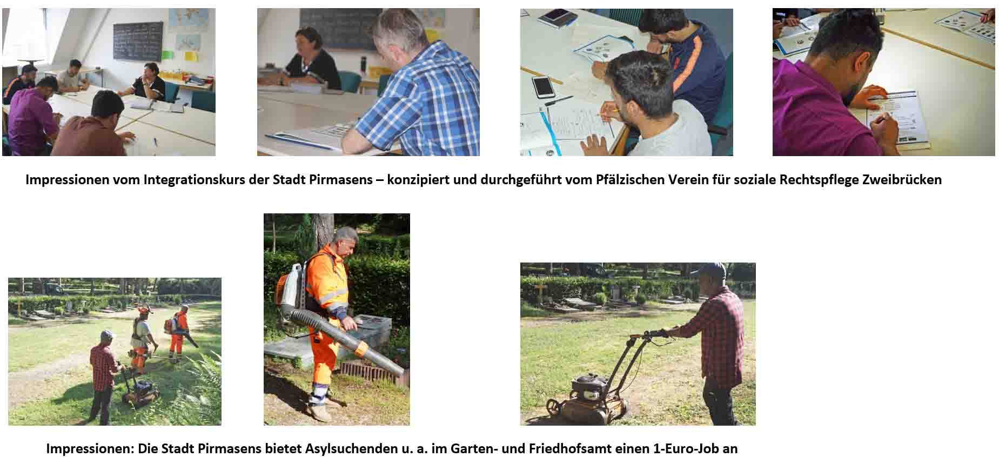 Impressionen vom Integrationskurs der Stadt Pirmasens – konzipiert und durchgeführt vom Pfälzischen Verein für soziale Rechtspflege Zweibrücken
Impressionen: Die Stadt Pirmasens bietet Asylsuchenden u. a. im Garten- und Friedhofsamt einen 1-Euro-Job an